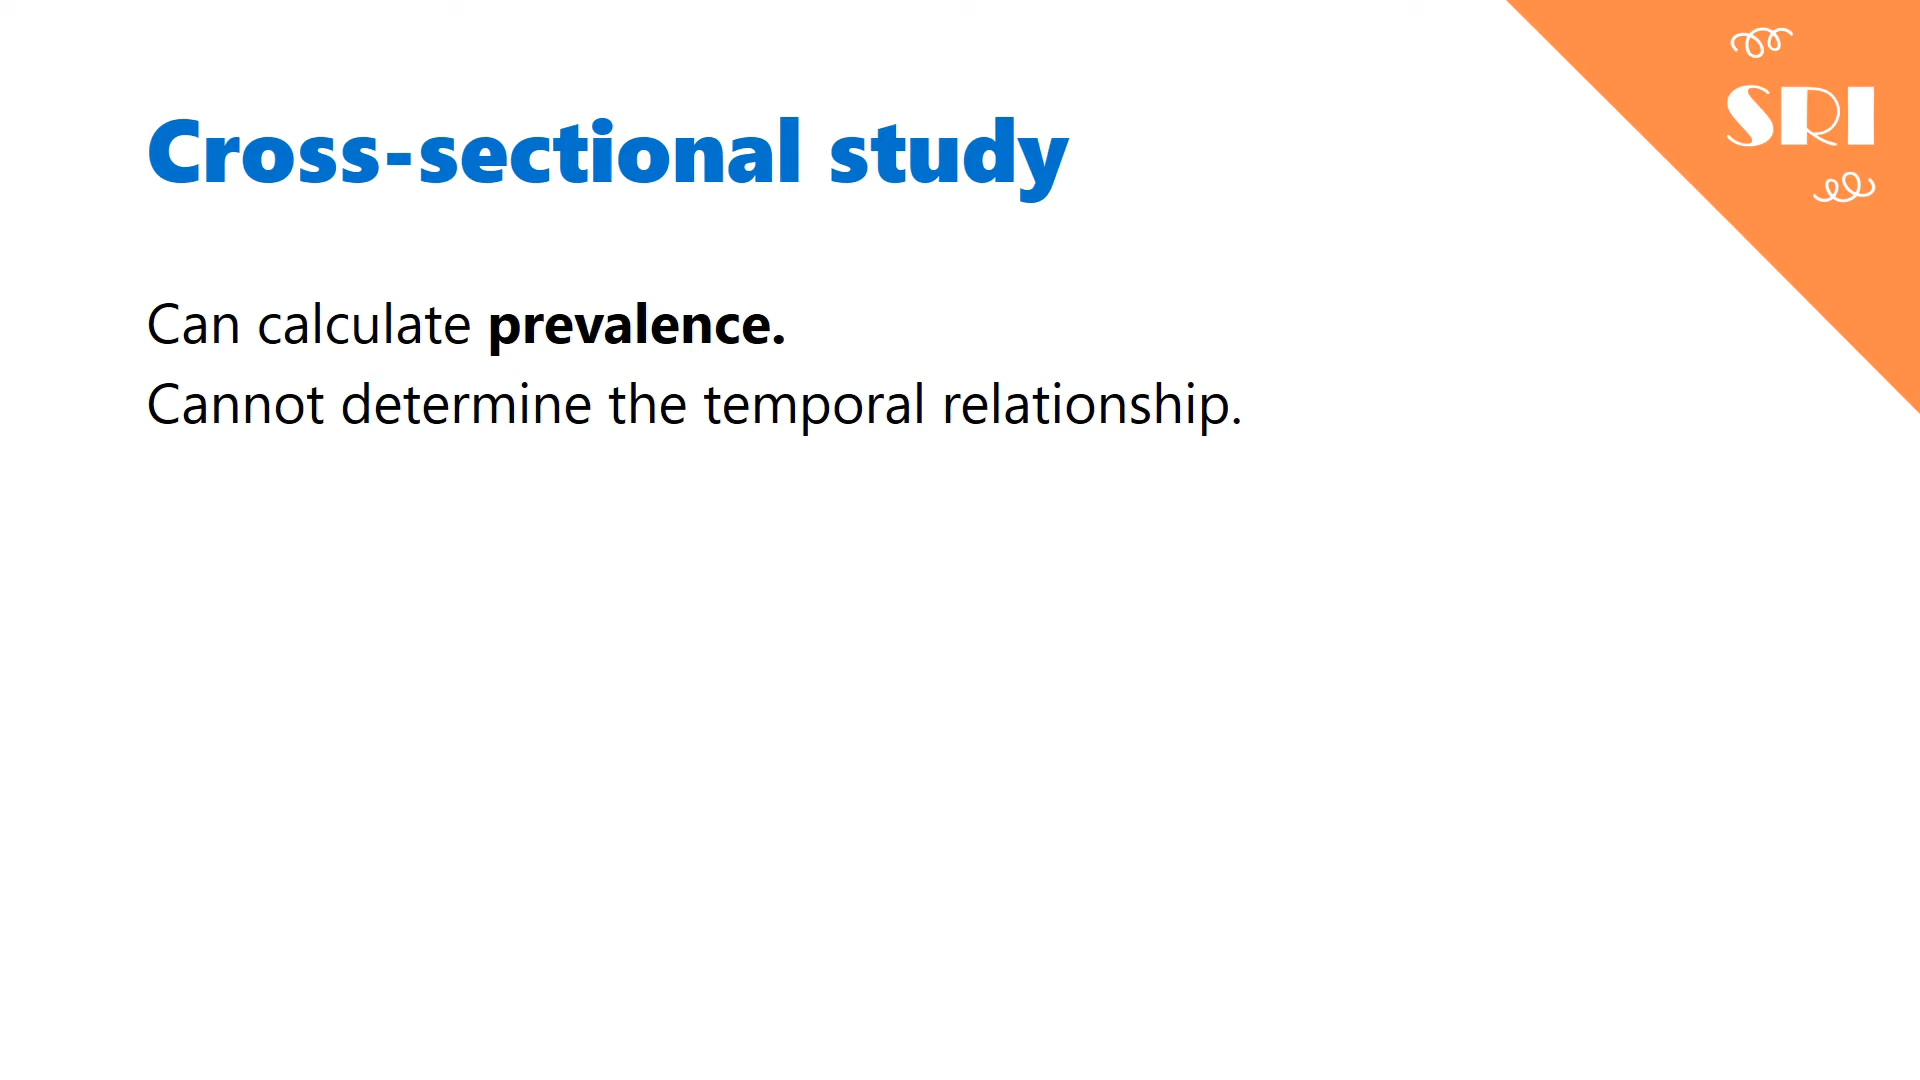 SRI
Cross-sectional study
Can calculate prevalence.
Cannot determine the temporal relationship.